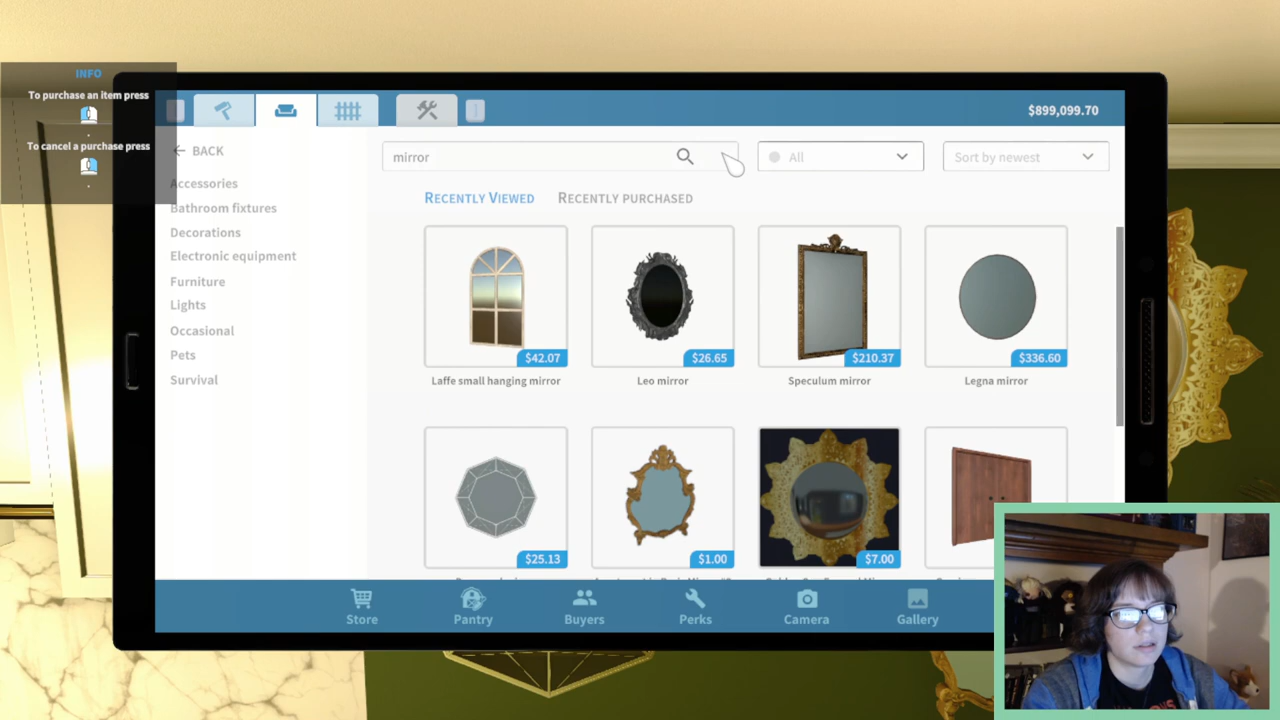 INFO
To purchase an item press
.
To cancel a purchase press
.
$899,099.70
BACK
Accessories
Bathroom fixtures
Decorations
Electronic equipment
Furniture
Lights
Occasional
Pets
Survival
mirror
All
Sort by newest
RECENTLY VIEWED
RECENTLY PURCHASED
$42.07
$26.65
$210.37
$336.60
Laffe small hanging mirror
Leo mirror
Speculum mirror
Legna mirror
$25.13
$1.00
$7.00
Store
Pantry
Buyers
Perks
Camera
Gallery